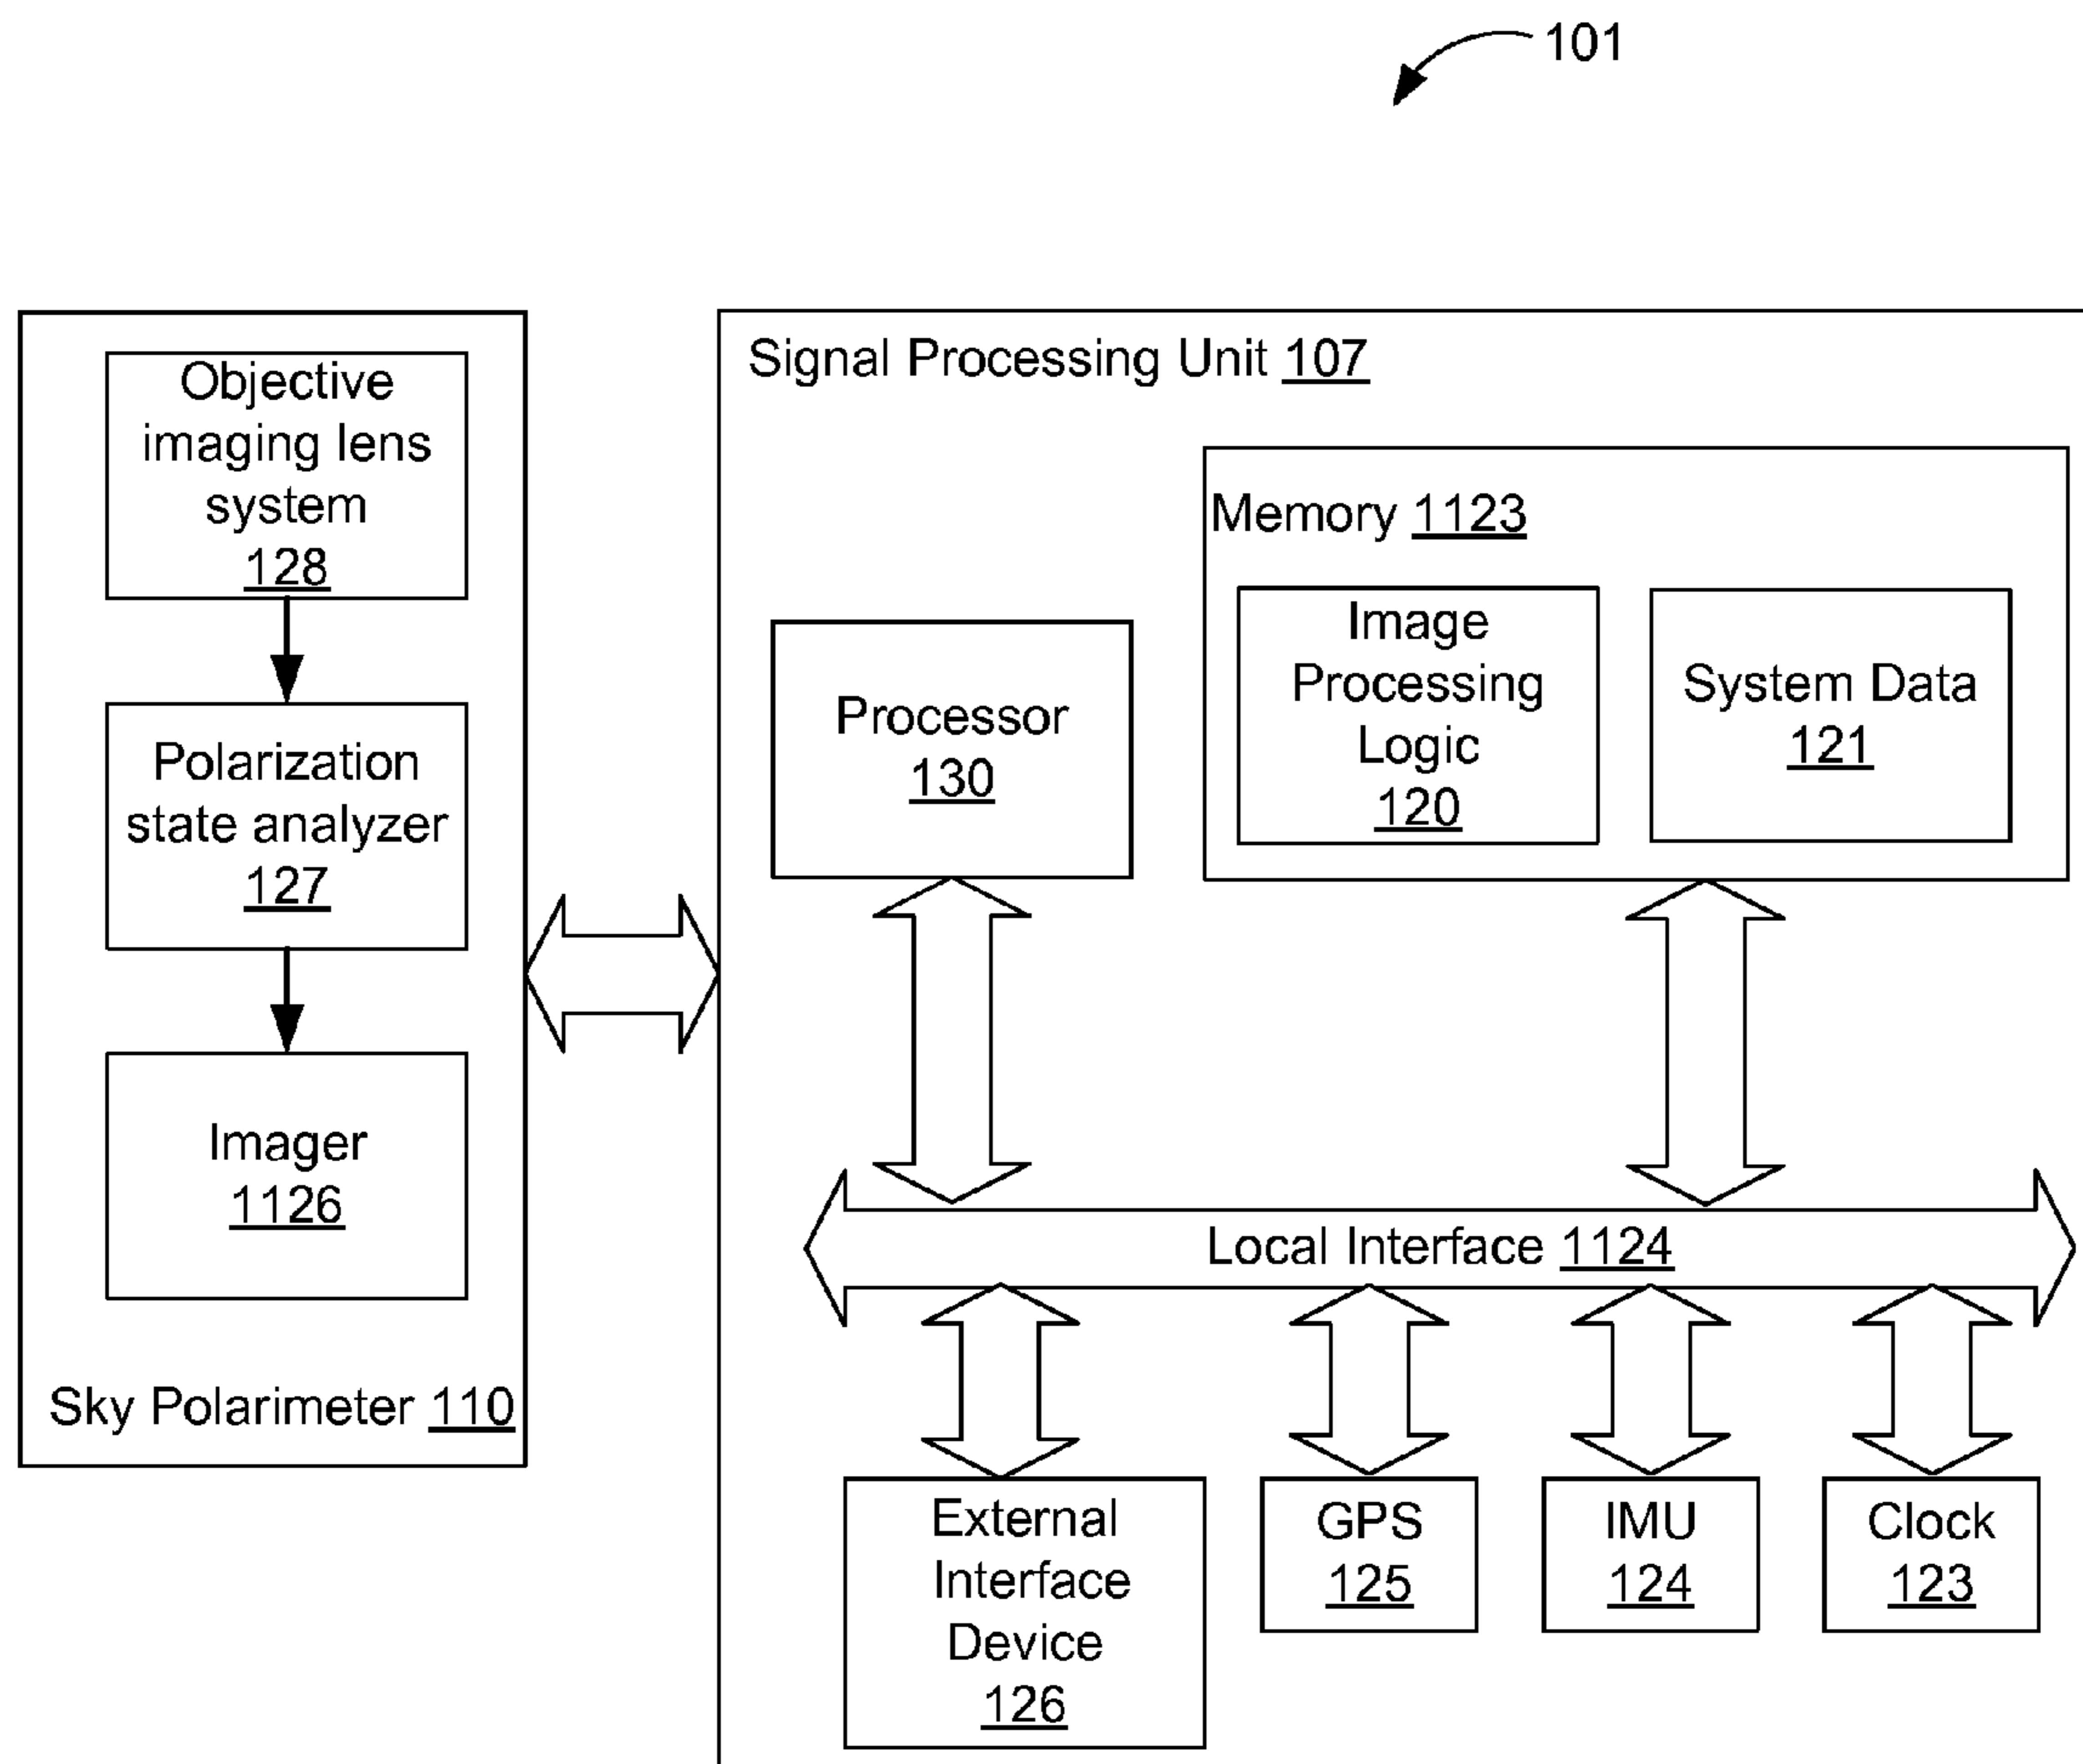 101
Objective
imaging lens
system
128
Polarization
state analyzer
127
Imager
1126
Sky Polarimeter 110
Signal Processing Unit 107
Memory 1123
Image
Processing
Logic
120
System Data
121
Processor
130
Local Interface 1124
External
Interface
Device
126
GPS
125
IMU
124
Clock
123